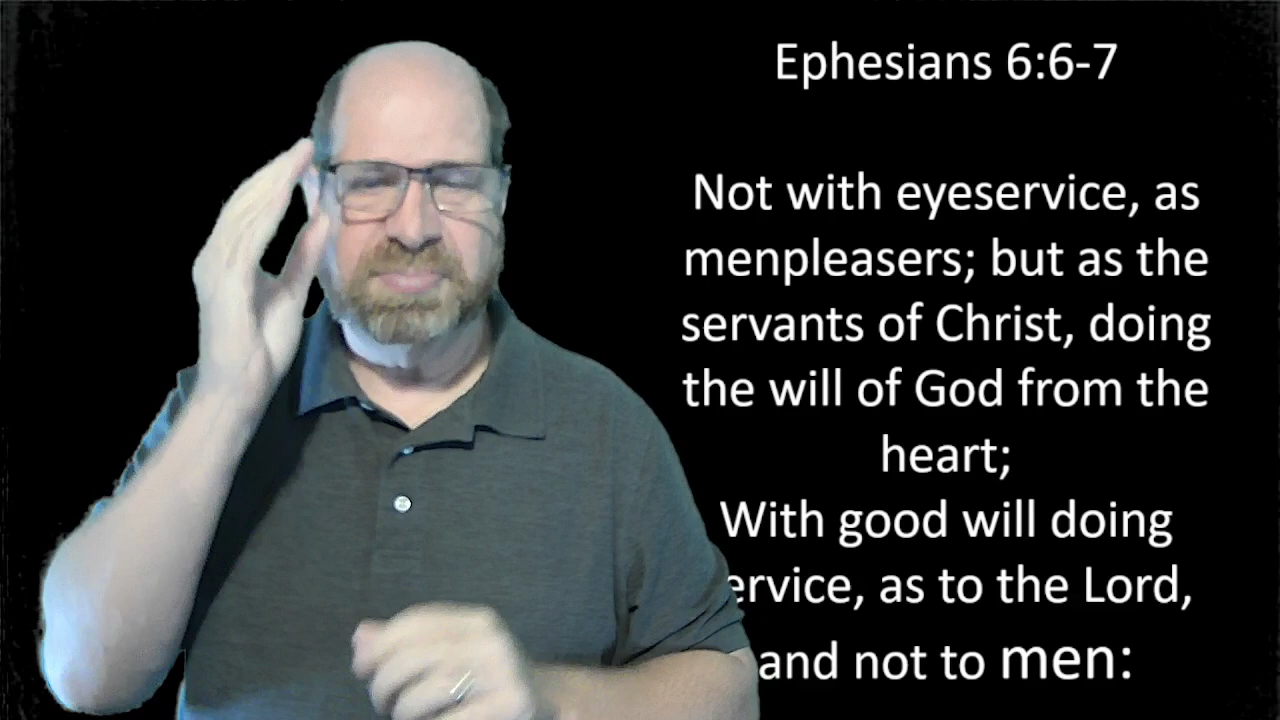 Ephesians 6:6-7
Not with eyeservice, as
menpleasers; but as the
servants of Christ, doing
the will of God from the
heart;
With good will doing
ervice, as to the Lord,
and not to men: